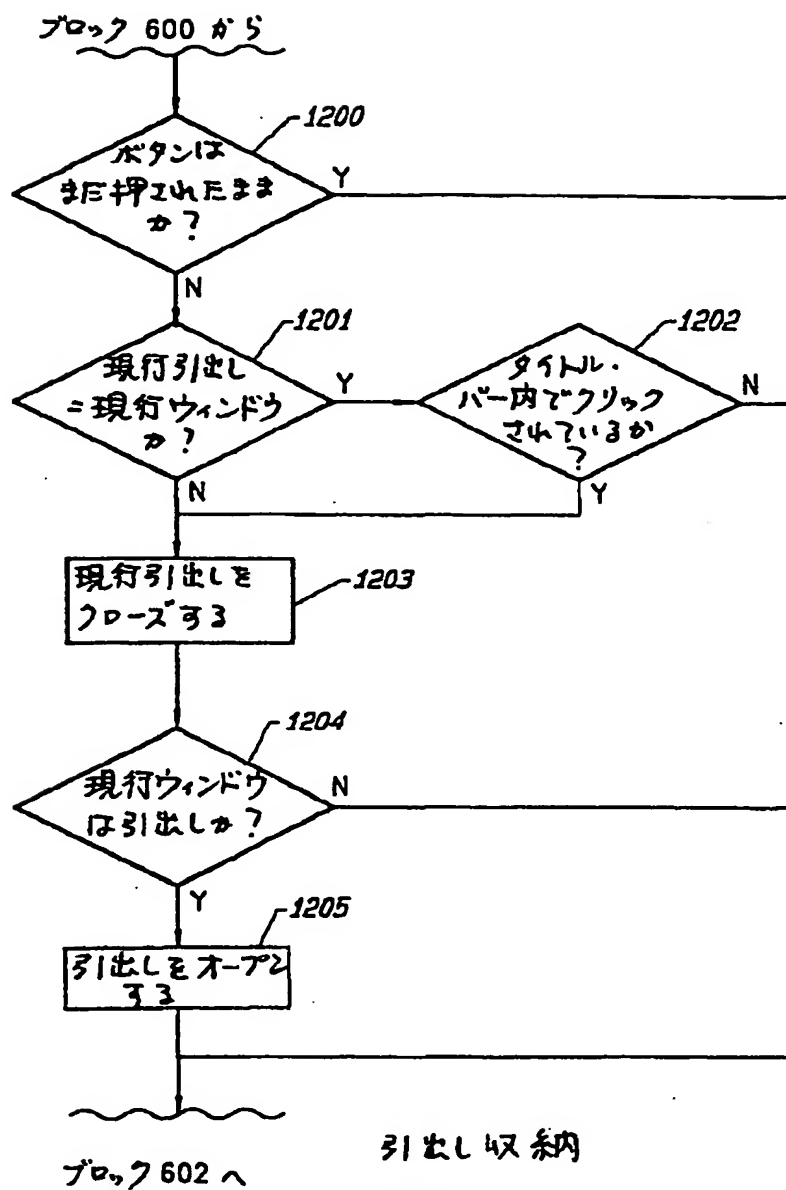 ブロック 600 から
1200
ボタンは
まだ押されたまま
か?
Y
N
1201
現行引出し
=現行ウィンドウ
か?
Y
N
1202
タイトル・
バー内でクリック
されているか
?
N
Y
現行引出しを
クローズする
1203
1204
現行ウィンドウ
は引出しか?
N
Y
1205
引出しをオープン
する
引出し収納
ブロック 602 へ